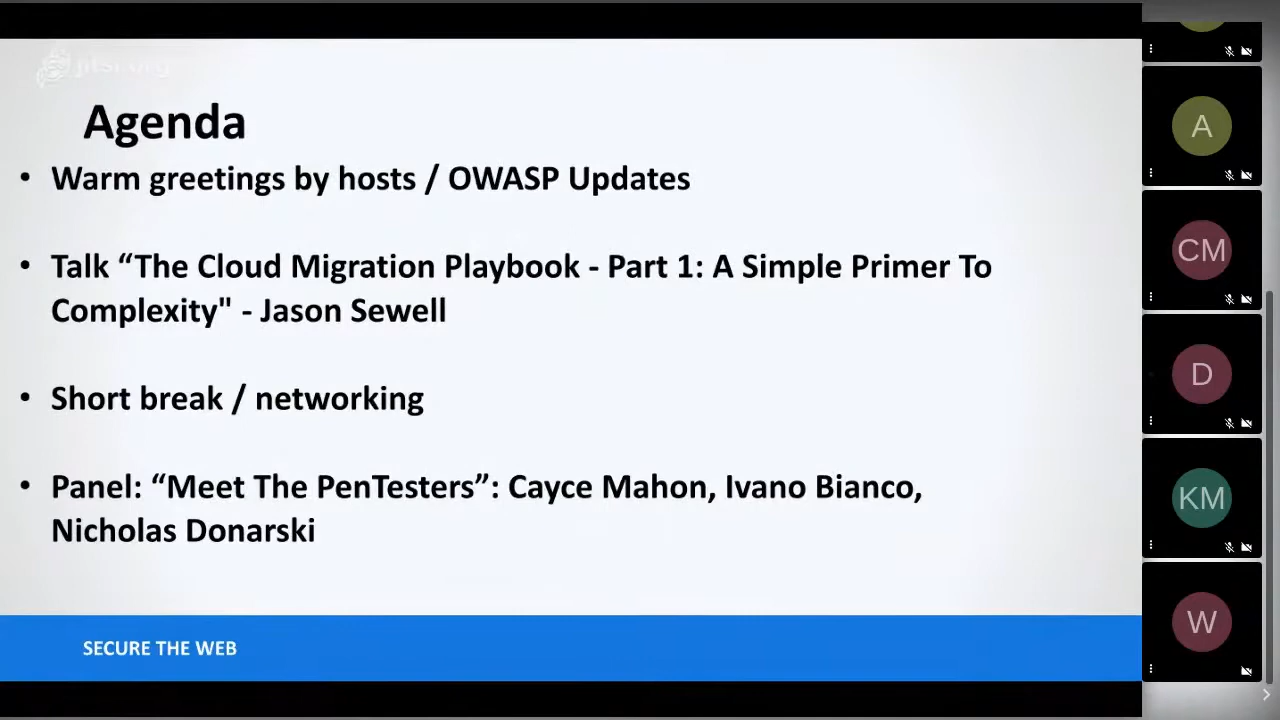 jitsi.org
Agenda
• Warm greetings by hosts / OWASP Updates
• Talk “The Cloud Migration Playbook - Part 1: A Simple Primer To
Complexity" - Jason Sewell
• Short break / networking
• Panel: “Meet The PenTesters”: Cayce Mahon, Ivano Bianco,
Nicholas Donarski
SECURE THE WEB
A
CM
D
KM
W